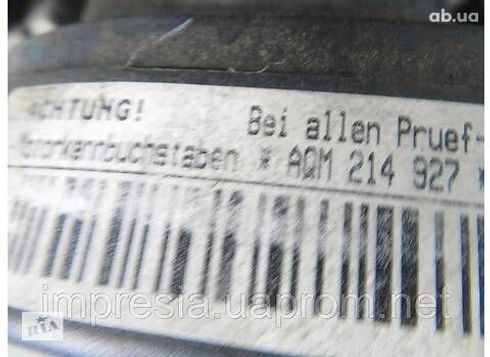 ab.ua
ACHTUNG!
Bei allen Pruef-
Motorkennbuchstaben * AQM 214 927 *
impresia.uaprom.net
RIA